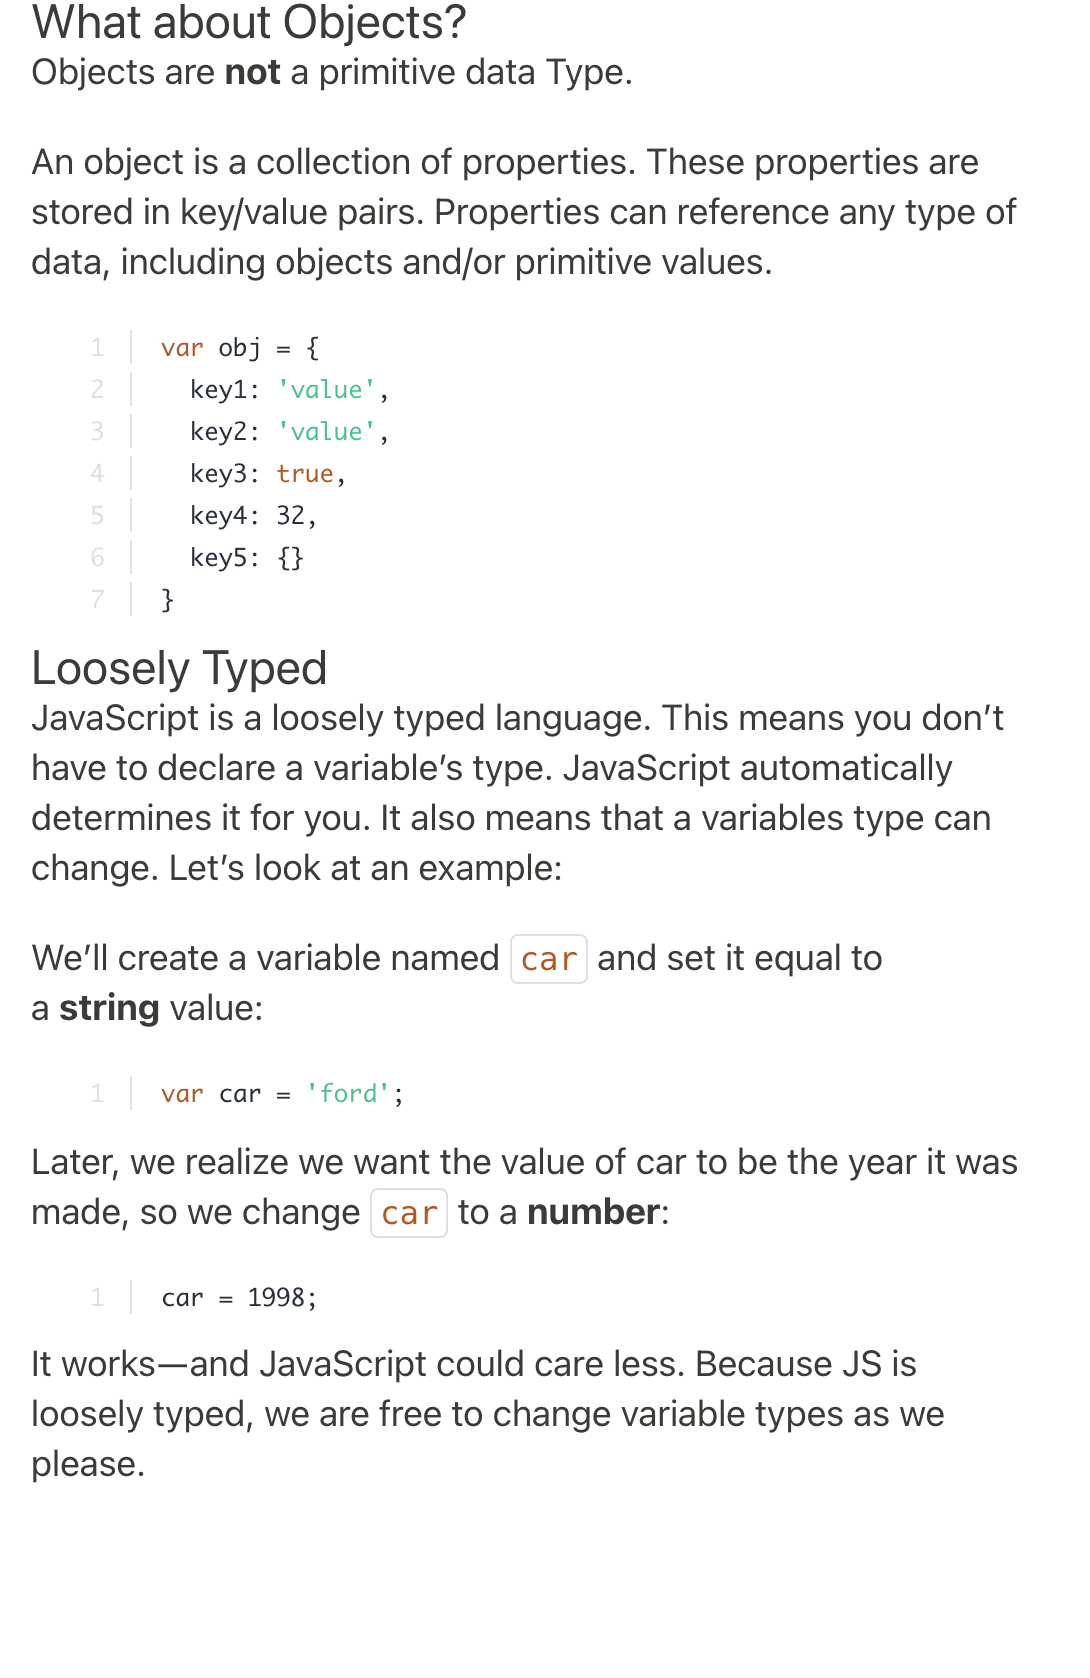 What about Objects?
Objects are not a primitive data Type.
An object is a collection of properties. These properties are
stored in key/value pairs. Properties can reference any type of
data, including objects and/or primitive values.
1 var obj = {
2   key1: 'value',
3   key2: 'value',
4   key3: true,
5   key4: 32,
6   key5: {}
7 }
Loosely Typed
JavaScript is a loosely typed language. This means you don’t
have to declare a variable’s type. JavaScript automatically
determines it for you. It also means that a variables type can
change. Let’s look at an example:
We’ll create a variable named car and set it equal to
a string value:
1 var car = 'ford';
Later, we realize we want the value of car to be the year it was
made, so we change car to a number:
1 car = 1998;
It works—and JavaScript could care less. Because JS is
loosely typed, we are free to change variable types as we
please.